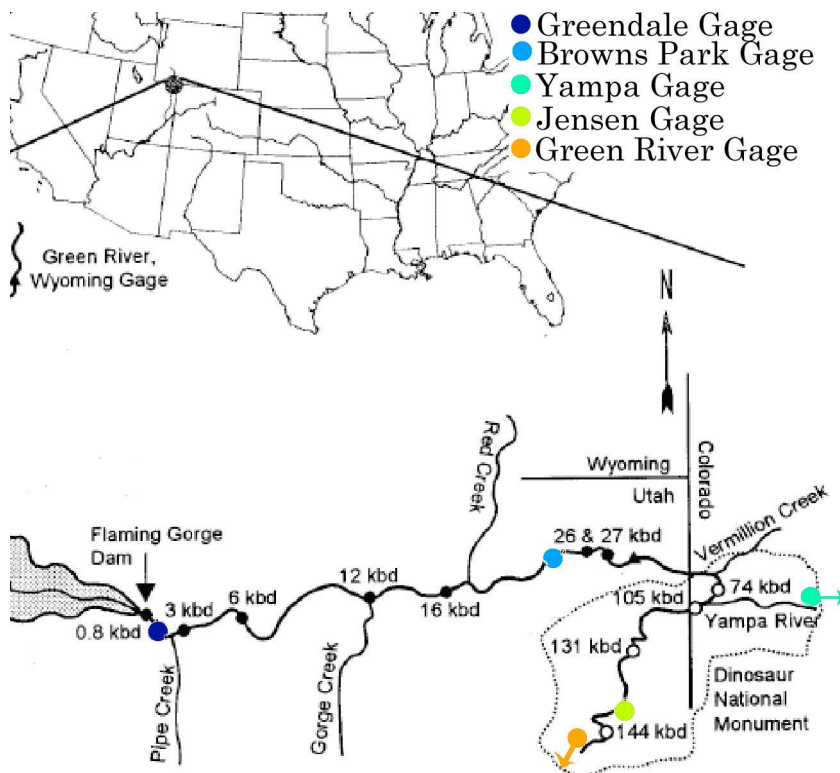 Greendale Gage
Browns Park Gage
Yampa Gage
Jensen Gage
Green River Gage
Green River,
Wyoming Gage
N
Red Creek
Wyoming
Utah
Colorado
Vermillion Creek
Flaming Gorge
Dam
26 & 27 kbd
12 kbd
16 kbd
6 kbd
3 kbd
0.8 kbd
105 kbd
74 kbd
Yampa River
131 kbd
Pipe Creek
Gorge Creek
Dinosaur
National
Monument
144 kbd